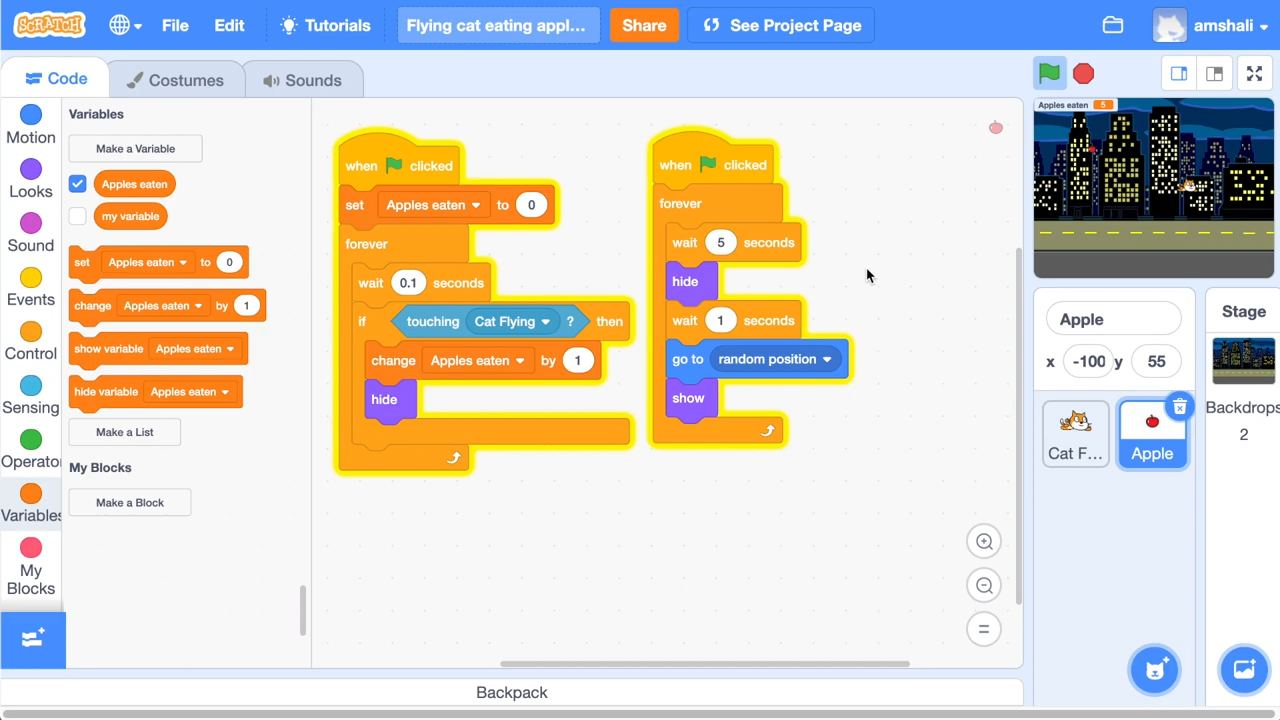 SCRATCH File Edit Tutorials Flying cat eating appl... Share See Project Page amshali
Code Costumes Sounds
Motion
Looks
Sound
Events
Control
Sensing
Operato
Variables
My
Blocks
Variables
Make a Variable
Apples eaten
my variable
set Apples eaten to 0
change Apples eaten by 1
show variable Apples eaten
hide variable Apples eaten
Make a List
My Blocks
Make a Block
when clicked
set Apples eaten to 0
forever
wait 0.1 seconds
if touching Cat Flying ? then
change Apples eaten by 1
hide
when clicked
forever
wait 5 seconds
hide
wait 1 seconds
go to random position
show
Apples eaten 5
Apple
x -100 y 55
Cat F...
Apple
Stage
Backdrops
2
Backpack